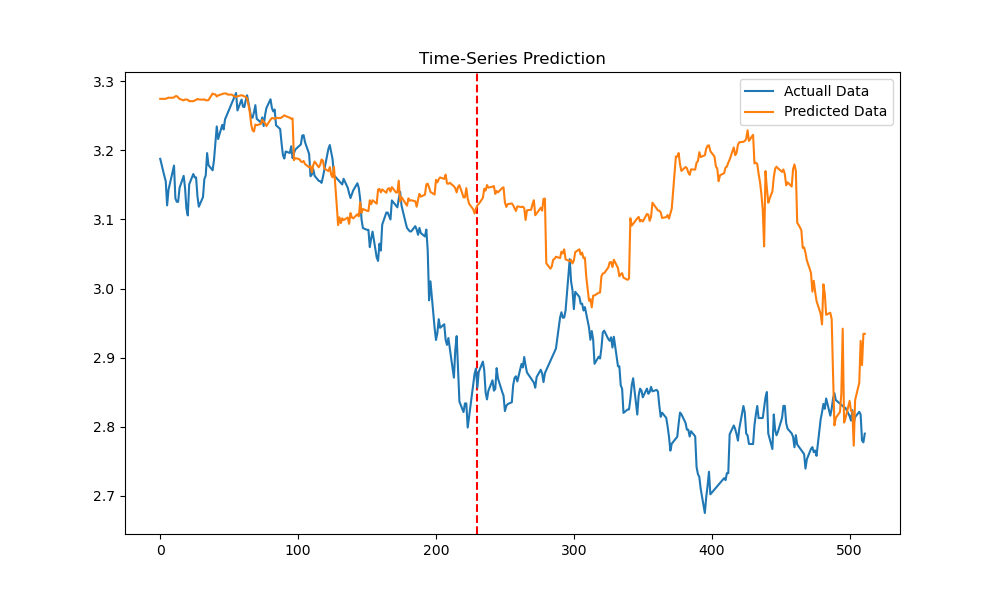 Time-Series Prediction
Actuall Data
Predicted Data
3.3
3.2
3.1
3.0
2.9
2.8
2.7
0 100 200 300 400 500